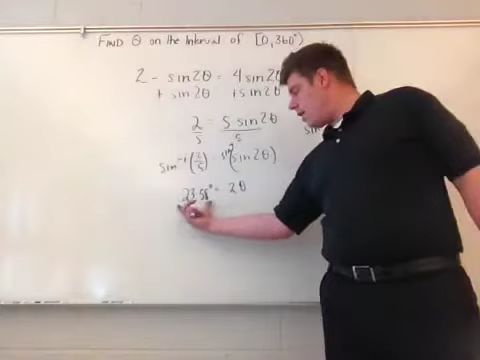 FIND θ on the Interval of [0, 360°)
2 - sin2θ = 4 sin2θ
+ sin2θ + sin2θ
2/5 = 5 sin2θ/5
sin⁻¹(2/5) = sin⁻¹(sin2θ)
23.58° = 2θ